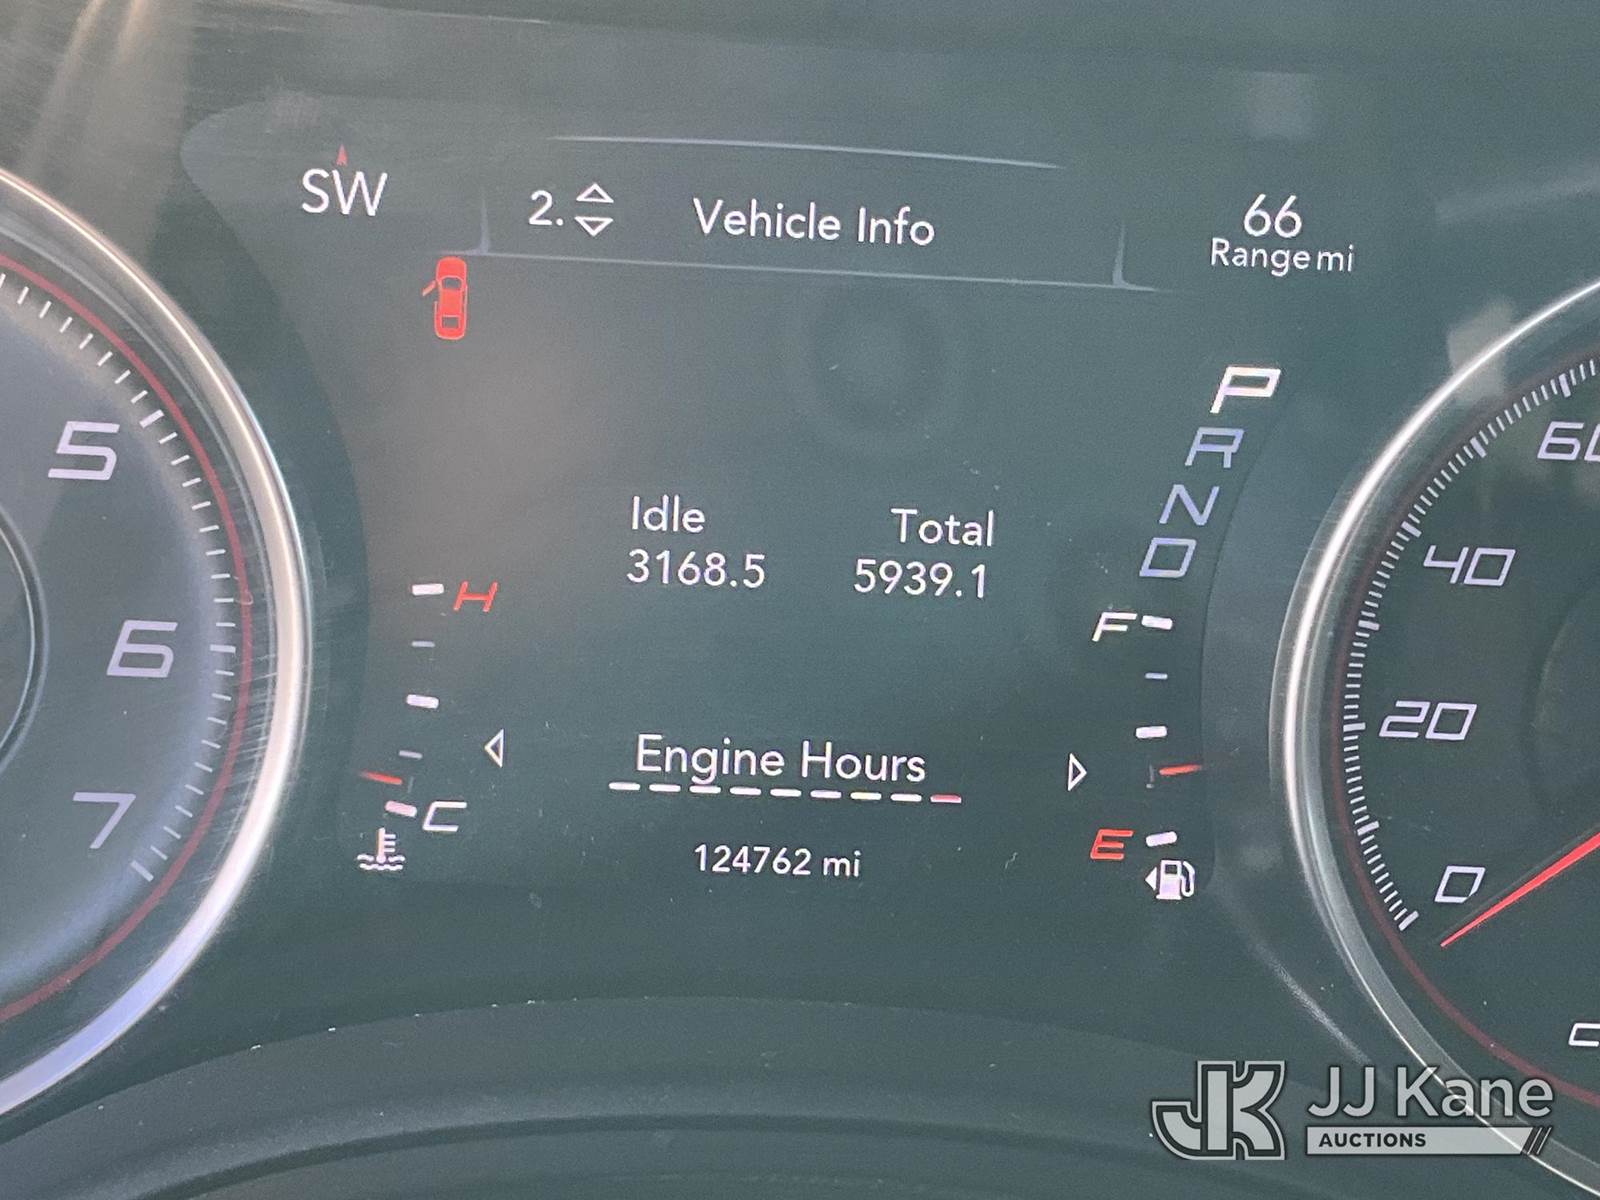 SW
2. Vehicle Info
66
Range mi
P
R
N
D
Idle Total
3168.5 5939.1
H
F
Engine Hours
C
E
124762 mi
5
6
7
60
40
20
0
JK JJ Kane
AUCTIONS